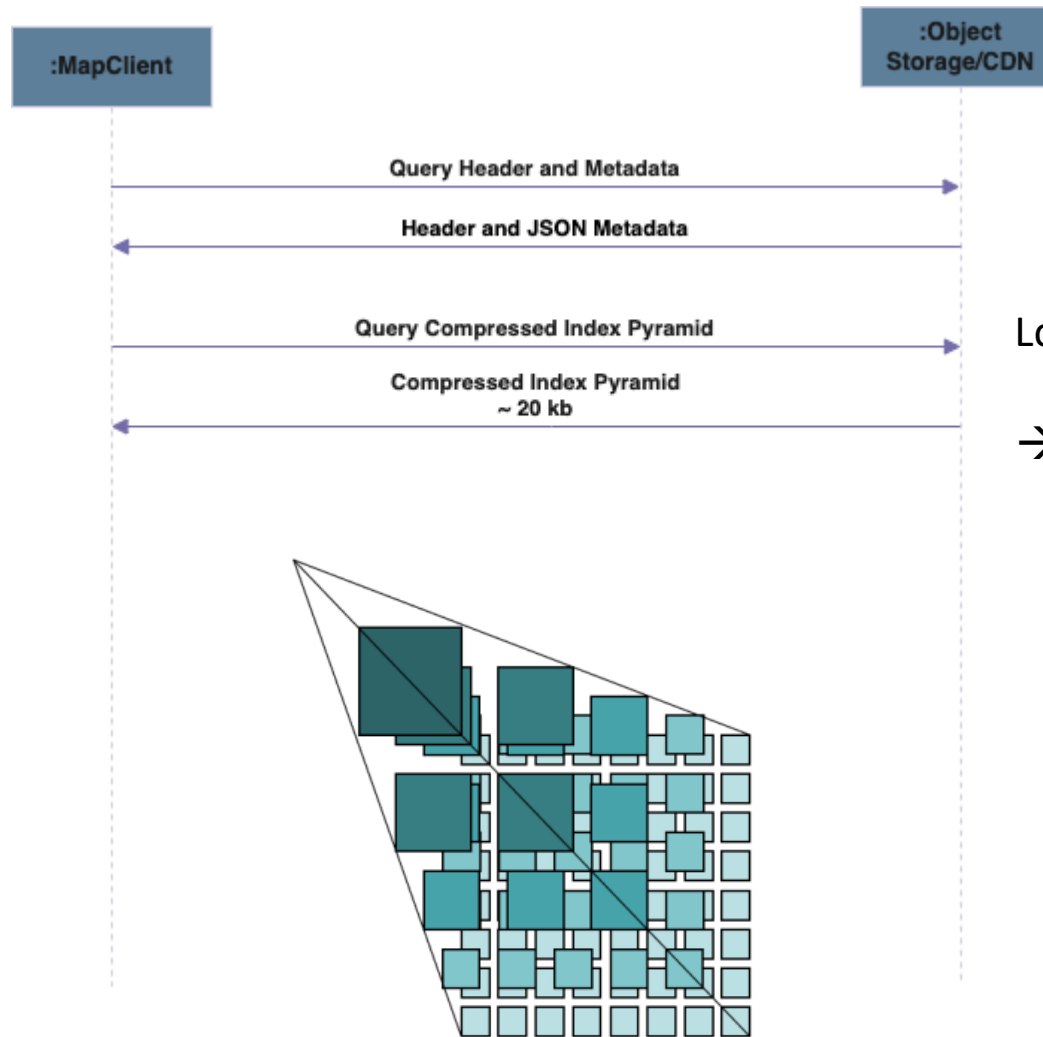 :MapClient
:Object
Storage/CDN
Query Header and Metadata
Header and JSON Metadata
Query Compressed Index Pyramid
Lo
Compressed Index Pyramid
~ 20 kb
→